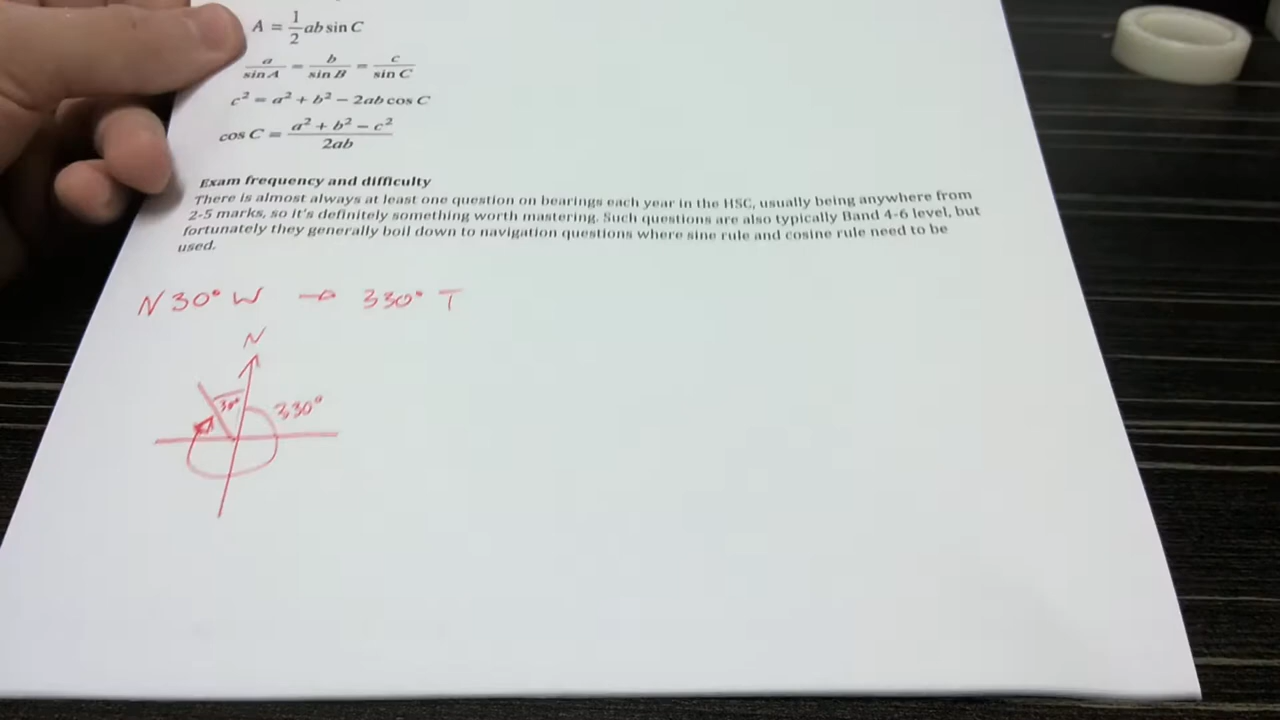 A = 1/2 ab sin C
a/sin A = b/sin B = c/sin C
c² = a² + b² − 2ab cos C
cos C = (a² + b² − c²)/2ab
Exam frequency and difficulty
There is almost always at least one question on bearings each year in the HSC, usually being anywhere from
2-5 marks, so it's definitely something worth mastering. Such questions are also typically Band 4-6 level, but
fortunately they generally boil down to navigation questions where sine rule and cosine rule need to be
used.
N30°W → 330° T
N
30°
330°